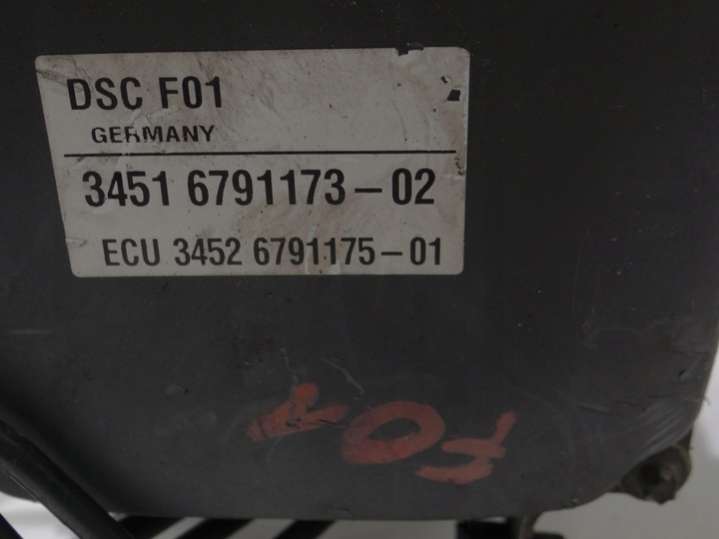 DSC F01
GERMANY
3451 6791173-02
ECU 3452 6791175-01
F01